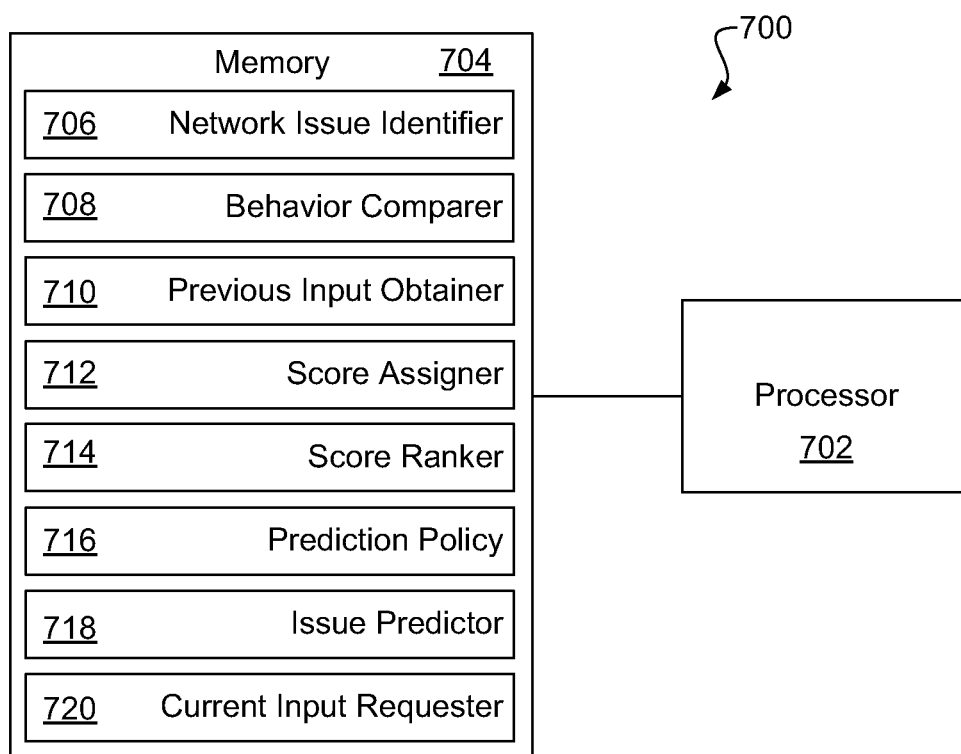 700
Memory 704
706 Network Issue Identifier
708 Behavior Comparer
710 Previous Input Obtainer
712 Score Assigner
714 Score Ranker
716 Prediction Policy
718 Issue Predictor
720 Current Input Requester
Processor
702